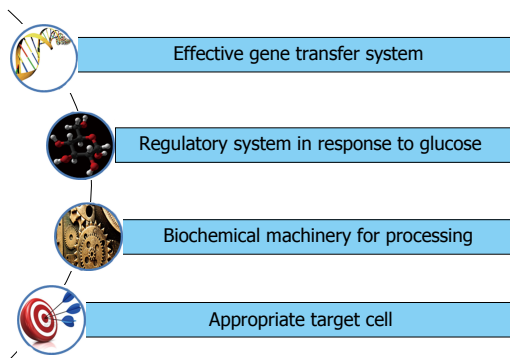 Effective gene transfer system
Regulatory system in response to glucose
Biochemical machinery for processing
Appropriate target cell